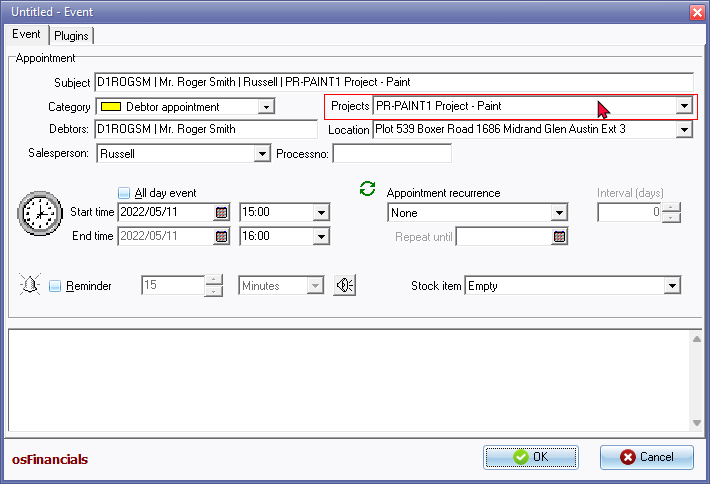 Untitled - Event
Event Plugins
Appointment
Subject D1ROGSM | Mr. Roger Smith | Russell | PR-PAINT1 Project - Paint
Category Debtor appointment Projects PR-PAINT1 Project - Paint
Debtors: D1ROGSM | Mr. Roger Smith Location Plot 539 Boxer Road 1686 Midrand Glen Austin Ext 3
Salesperson: Russell Processno:
All day event Appointment recurrence Interval (days)
Start time 2022/05/11 15:00 None 0
End time 2022/05/11 16:00 Repeat until
Reminder 15 Minutes Stock item Empty
osFinancials OK Cancel